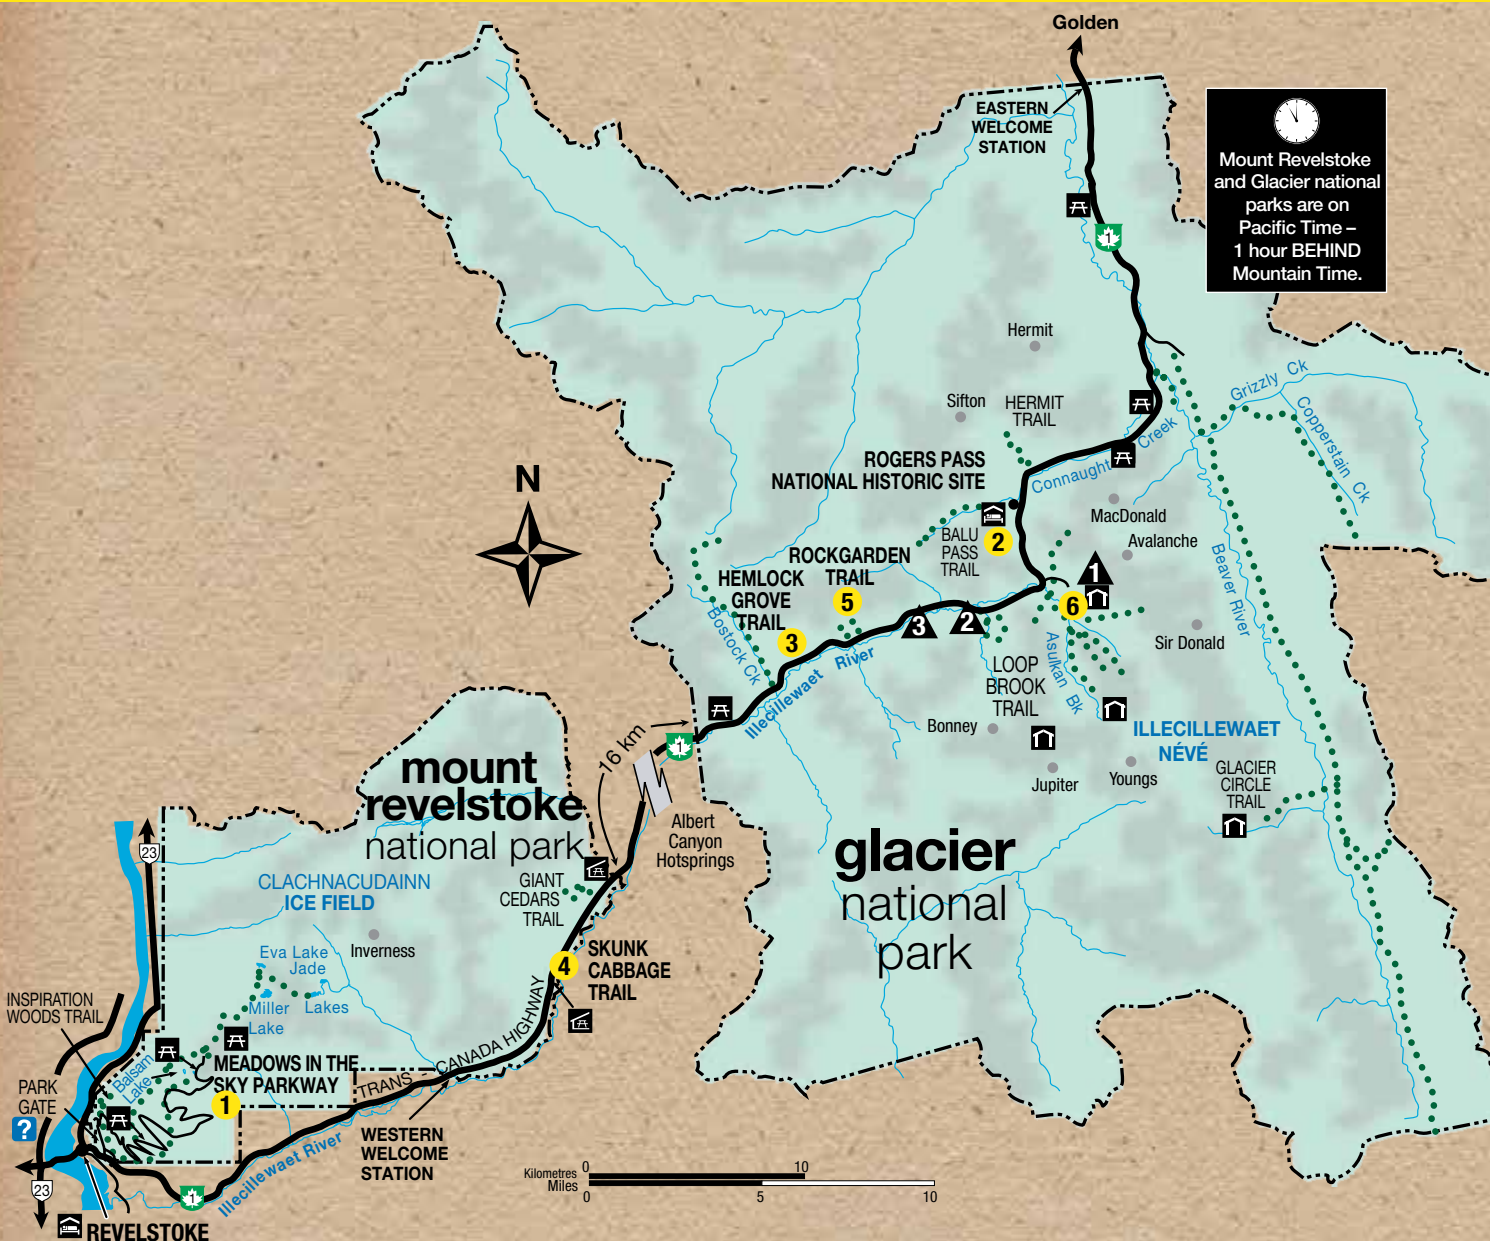 Golden
EASTERN
WELCOME
STATION
Mount Revelstoke
and Glacier national
parks are on
Pacific Time –
1 hour BEHIND
Mountain Time.
1
Hermit
Sifton
HERMIT
TRAIL
Grizzly Ck
Copperstain Ck
Connaught Creek
ROGERS PASS
NATIONAL HISTORIC SITE
N
MacDonald
Avalanche
BALU
PASS
TRAIL
2
ROCKGARDEN
TRAIL
5
HEMLOCK
GROVE
TRAIL
3
Bostock Ck
1
6
3
2
Beaver River
Sir Donald
Asulkan Bk
LOOP
BROOK
TRAIL
Illecillewaet River
Bonney
ILLECILLEWAET
NÉVÉ
Jupiter
Youngs
GLACIER
CIRCLE
TRAIL
16 km
1
mount
revelstoke
national park
Albert
Canyon
Hotsprings
glacier
national
park
23
CLACHNACUDAINN
ICE FIELD
GIANT
CEDARS
TRAIL
Inverness
Eva Lake
Jade
Lakes
Miller
Lake
4
SKUNK
CABBAGE
TRAIL
INSPIRATION
WOODS TRAIL
Balsam
Lake
MEADOWS IN THE
SKY PARKWAY
1
TRANS CANADA HIGHWAY
PARK
GATE
?
WESTERN
WELCOME
STATION
Illecillewaet River
23
1
REVELSTOKE
Kilometres
0 10
Miles
0 5 10